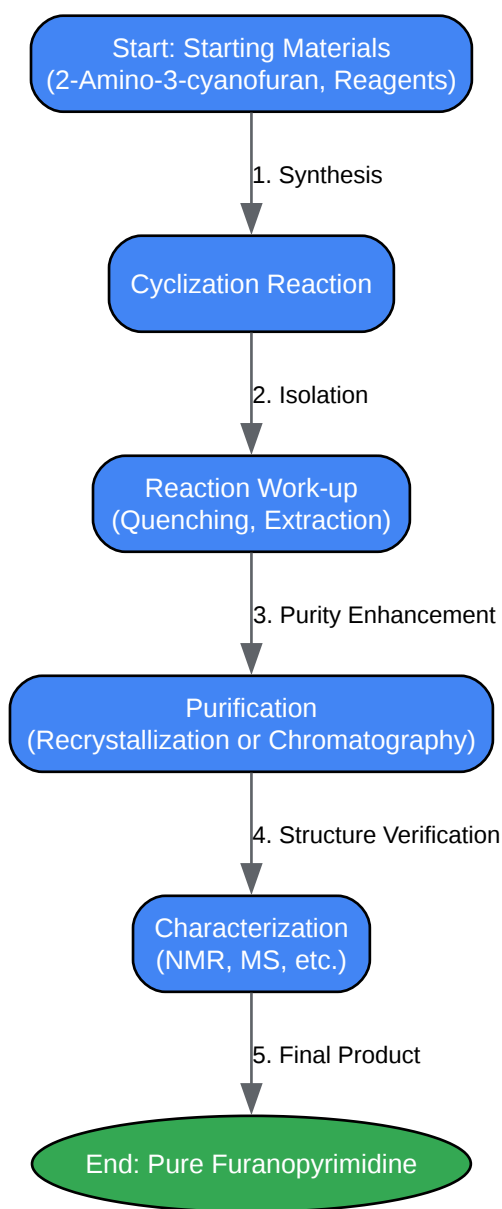 Start: Starting Materials
(2-Amino-3-cyanofuran, Reagents)
1. Synthesis
Cyclization Reaction
2. Isolation
Reaction Work-up
(Quenching, Extraction)
3. Purity Enhancement
Purification
(Recrystallization or Chromatography)
4. Structure Verification
Characterization
(NMR, MS, etc.)
5. Final Product
End: Pure Furanopyrimidine